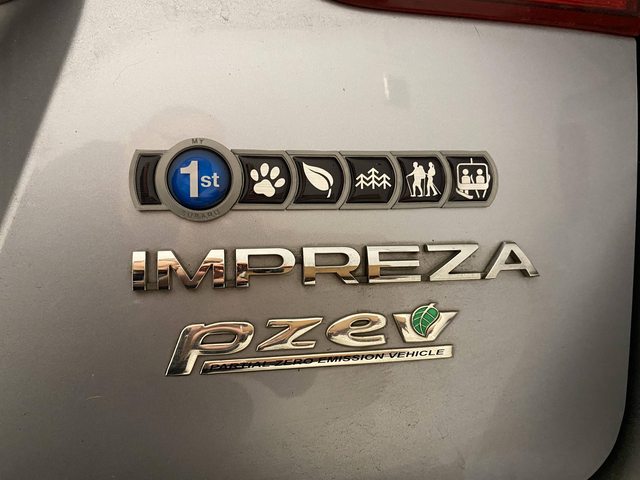 MY
1st
SUBARU
IMPREZA
pzev
PARTIAL ZERO EMISSION VEHICLE